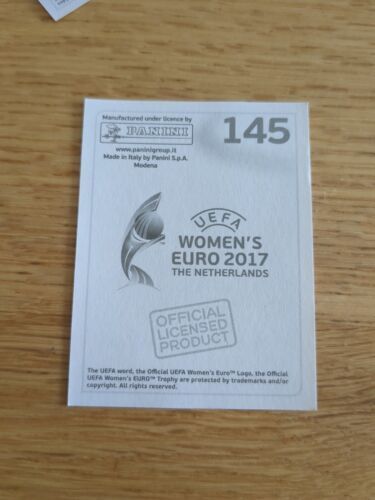 Manufactured under licence by
PANINI
145
www.paninigroup.it
Made in Italy by Panini S.p.A.
Modena
UEFA
WOMEN'S
EURO 2017
THE NETHERLANDS
OFFICIAL
LICENSED
PRODUCT
The UEFA word, the Official UEFA Women's Euro™ Logo, the Official
UEFA Women's EURO™ Trophy are protected by trademarks and/or
copyright. All rights reserved.